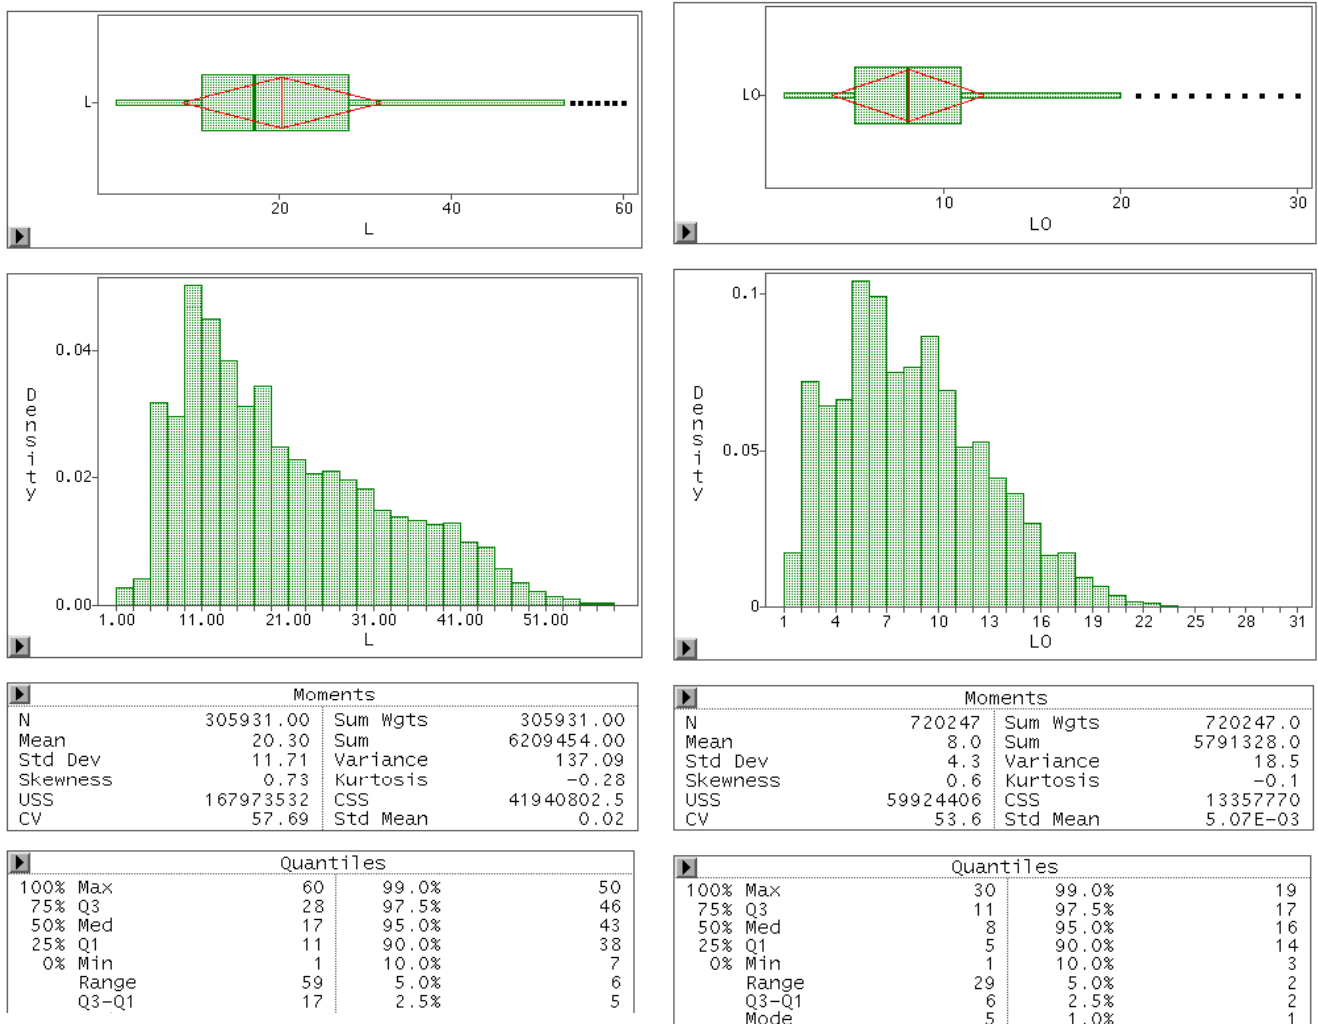 L
20 40 60
L
LO
10 20 30
LO
Density
0.04
0.02
0.00
1.00 11.00 21.00 31.00 41.00 51.00
L
Density
0.1
0.05
0
1 4 7 10 13 16 19 22 25 28 31
LO
Moments
N 305931.00 Sum Wgts 305931.00
Mean 20.30 Sum 6209454.00
Std Dev 11.71 Variance 137.09
Skewness 0.73 Kurtosis -0.28
USS 167973532 CSS 41940802.5
CV 57.69 Std Mean 0.02
Moments
N 720247 Sum Wgts 720247.0
Mean 8.0 Sum 5791328.0
Std Dev 4.3 Variance 18.5
Skewness 0.6 Kurtosis -0.1
USS 59924406 CSS 13357770
CV 53.6 Std Mean 5.07E-03
Quantiles
100% Max 60 99.0% 50
75% Q3 28 97.5% 46
50% Med 17 95.0% 43
25% Q1 11 90.0% 38
0% Min 1 10.0% 7
Range 59 5.0% 6
Q3-Q1 17 2.5% 5
Quantiles
100% Max 30 99.0% 19
75% Q3 11 97.5% 17
50% Med 8 95.0% 16
25% Q1 5 90.0% 14
0% Min 1 10.0% 3
Range 29 5.0% 2
Q3-Q1 6 2.5% 2
Mode 5 1.0% 1